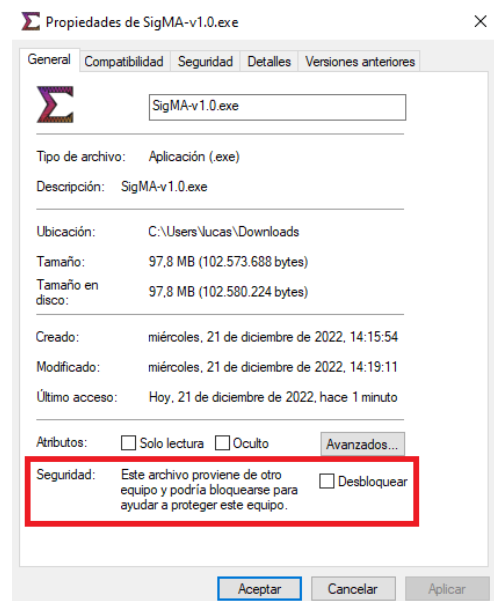 Propiedades de SigMA-v1.0.exe
General Compatibilidad Seguridad Detalles Versiones anteriores
SigMA-v1.0.exe
Tipo de archivo: Aplicación (.exe)
Descripción: SigMA-v1.0.exe
Ubicación: C:\Users\lucas\Downloads
Tamaño: 97,8 MB (102.573.688 bytes)
Tamaño en
disco: 97,8 MB (102.580.224 bytes)
Creado: miércoles, 21 de diciembre de 2022, 14:15:54
Modificado: miércoles, 21 de diciembre de 2022, 14:19:11
Último acceso: Hoy, 21 de diciembre de 2022, hace 1 minuto
Atributos: Solo lectura Oculto Avanzados...
Seguridad: Este archivo proviene de otro
equipo y podría bloquearse para Desbloquear
ayudar a proteger este equipo.
Aceptar Cancelar Aplicar